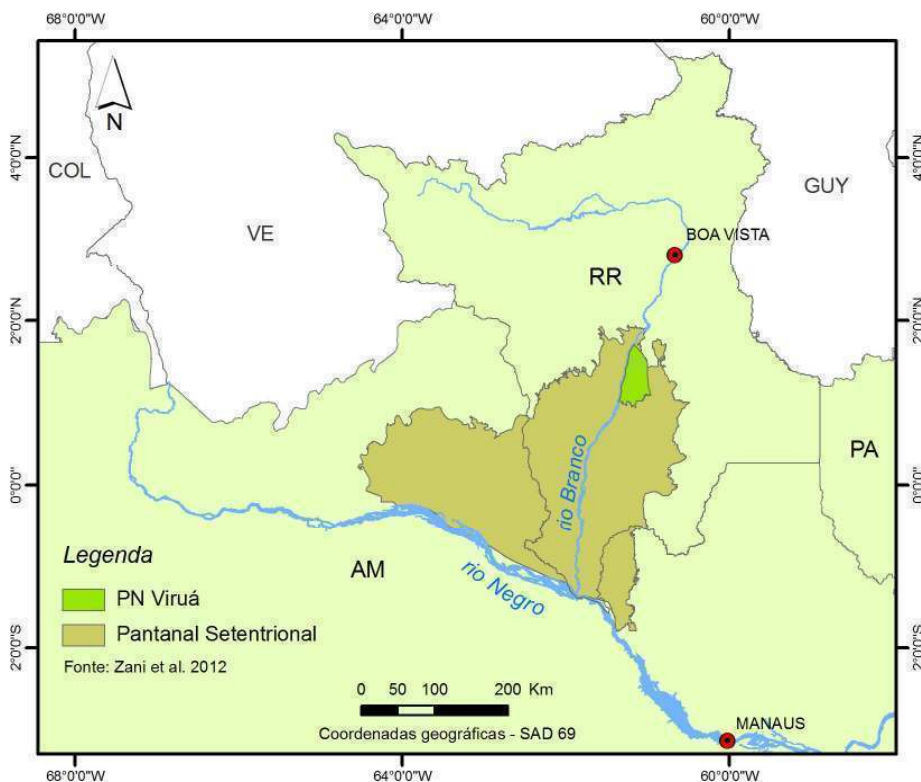 68°0'0"W
64°0'0"W
60°0'0"W
N
4°0'0"N
4°0'0"N
COL
VE
GUY
BOA VISTA
RR
2°0'0"N
2°0'0"N
PA
rio Branco
0°0'0"
0°0'0"
AM
rio Negro
Legenda
PN Viruá
Pantanal Setentrional
Fonte: Zani et al. 2012
2°0'0"S
2°0'0"S
0 50 100 200 Km
Coordenadas geográficas - SAD 69
MANAUS
68°0'0"W
64°0'0"W
60°0'0"W